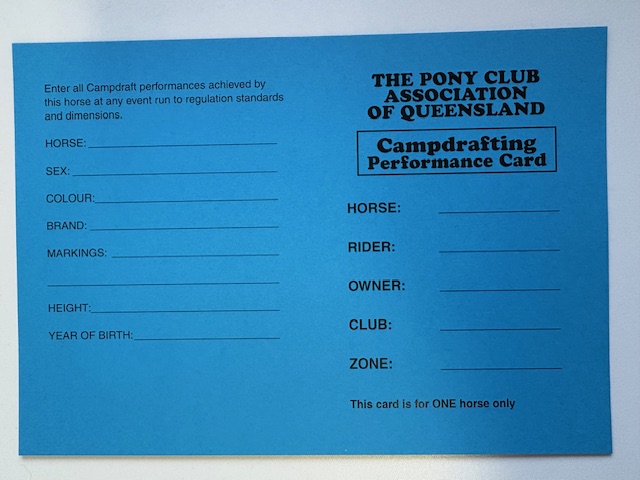 Enter all Campdraft performances achieved by
this horse at any event run to regulation standards
and dimensions.
HORSE:
SEX:
COLOUR:
BRAND:
MARKINGS:
HEIGHT:
YEAR OF BIRTH:
THE PONY CLUB
ASSOCIATION
OF QUEENSLAND
Campdrafting
Performance Card
HORSE:
RIDER:
OWNER:
CLUB:
ZONE:
This card is for ONE horse only